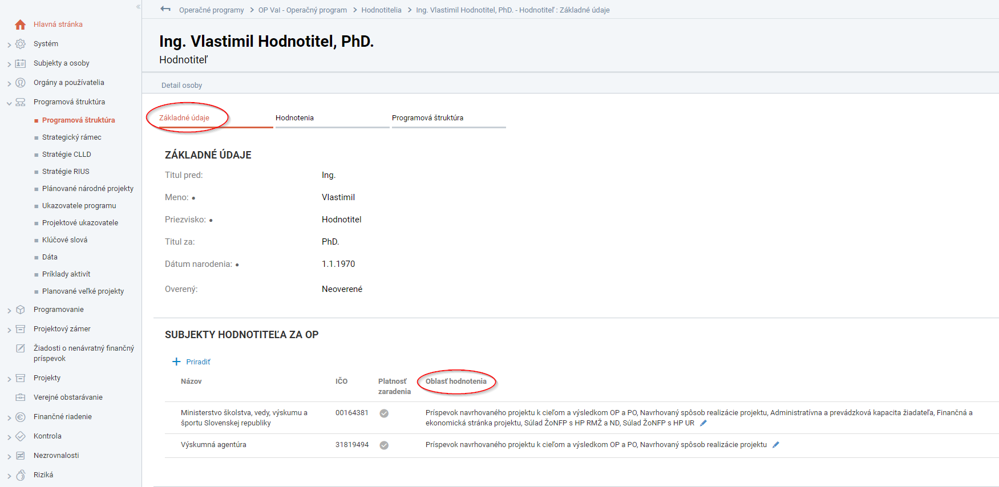 Operačné programy > OP VaI - Operačný program > Hodnotitelia > Ing. Vlastimil Hodnotitel, PhD. - Hodnotiteľ : Základné údaje
Hlavná stránka
Systém
Subjekty a osoby
Orgány a používatelia
Programová štruktúra
Programová štruktúra
Strategický rámec
Stratégie CLLD
Stratégie RIUS
Plánované národné projekty
Ukazovatele programu
Projektové ukazovatele
Kľúčové slová
Dáta
Príklady aktivít
Planované veľké projekty
Programovanie
Projektový zámer
Žiadosti o nenávratný finančný
príspevok
Projekty
Verejné obstarávanie
Finančné riadenie
Kontrola
Nezrovnalosti
Riziká
Ing. Vlastimil Hodnotitel, PhD.
Hodnotiteľ
Detail osoby
Základné údaje
Hodnotenia
Programová štruktúra
ZÁKLADNÉ ÚDAJE
Titul pred: Ing.
Meno: ● Vlastimil
Priezvisko: ● Hodnotitel
Titul za: PhD.
Dátum narodenia: ● 1.1.1970
Overený: Neoverené
SUBJEKTY HODNOTITEĽA ZA OP
+ Priradiť
Názov IČO Platnosť Oblasť hodnotenia
zaradenia
Ministerstvo školstva, vedy, výskumu a 00164381 Príspevok navrhovaného projektu k cieľom a výsledkom OP a PO, Navrhovaný spôsob realizácie projektu, Administratívna a prevádzková kapacita žiadateľa, Finančná a
športu Slovenskej republiky ekonomická stránka projektu, Súlad ŽoNFP s HP RMŽ a ND, Súlad ŽoNFP s HP UR
Výskumná agentúra 31819494 Príspevok navrhovaného projektu k cieľom a výsledkom OP a PO, Navrhovaný spôsob realizácie projektu